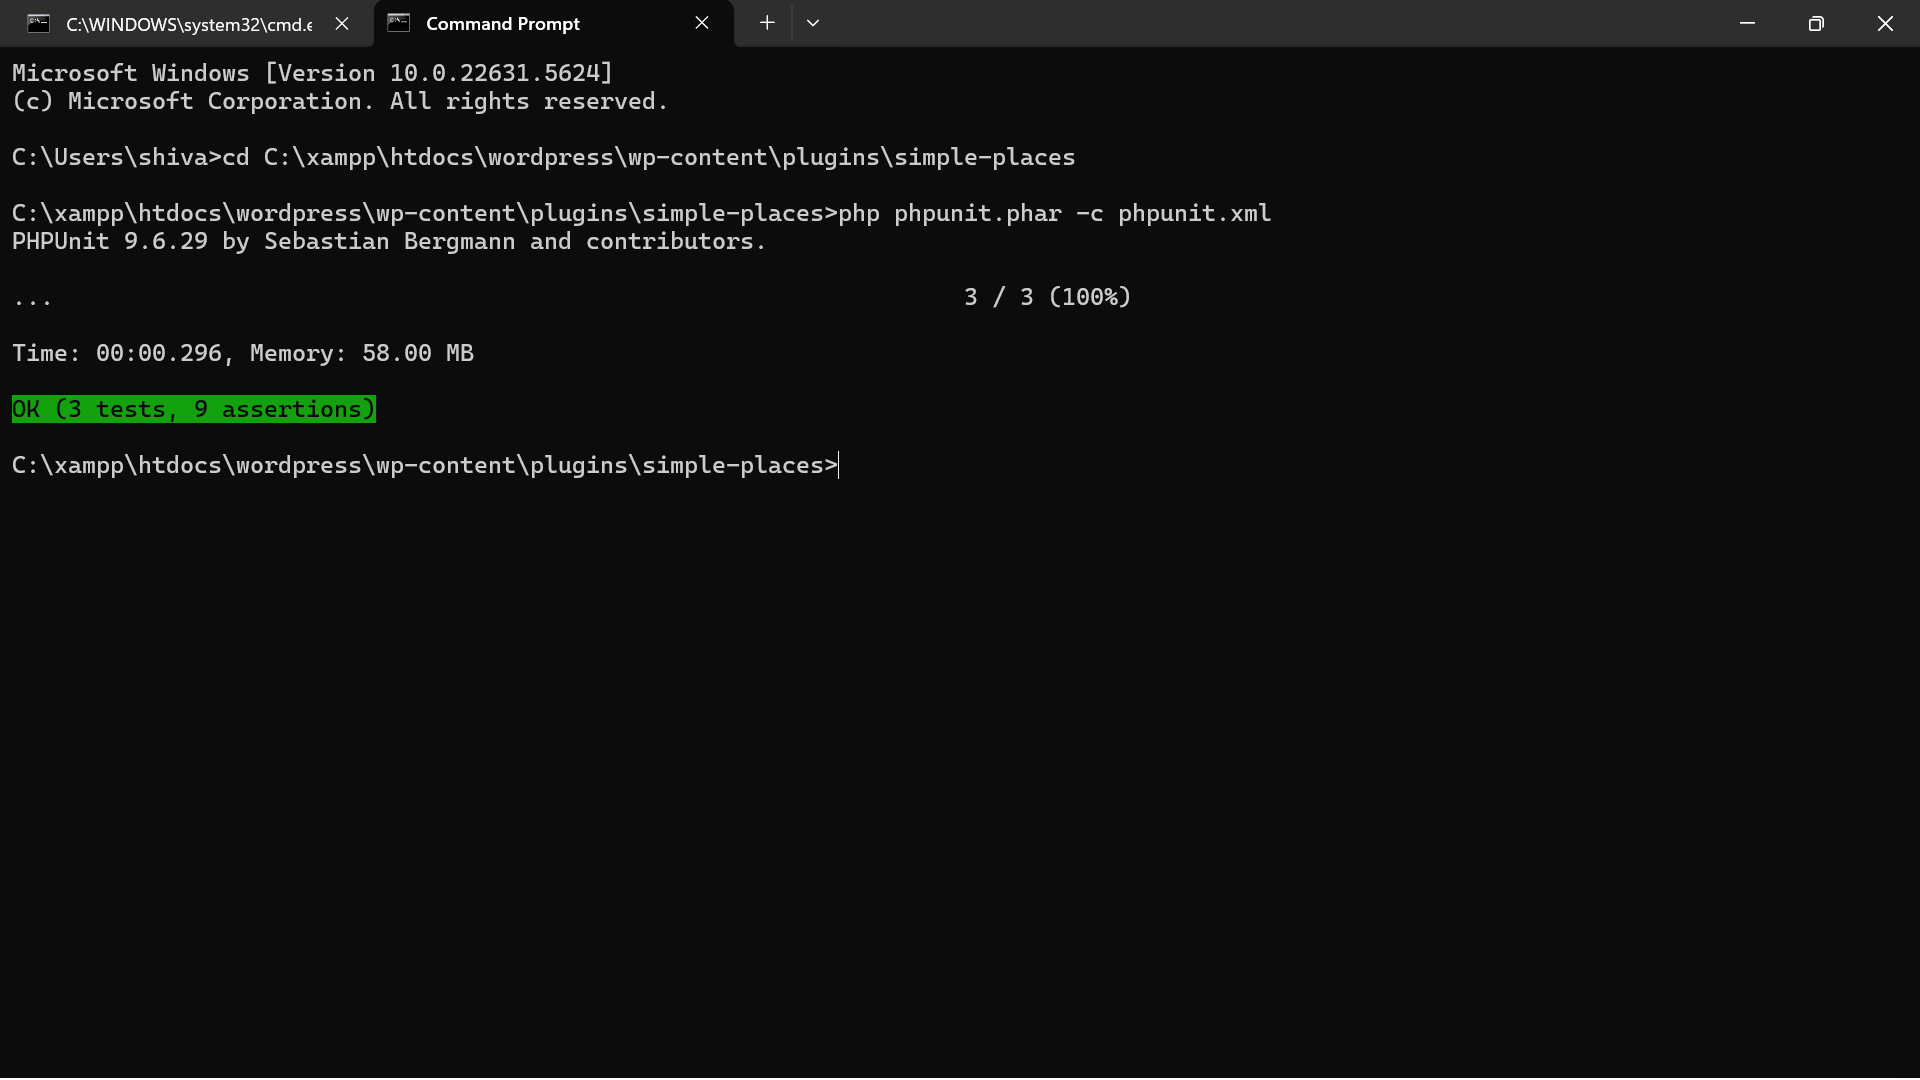 C:\WINDOWS\system32\cmd.e
Command Prompt
Microsoft Windows [Version 10.0.22631.5624]
(c) Microsoft Corporation. All rights reserved.
C:\Users\shiva>cd C:\xampp\htdocs\wordpress\wp-content\plugins\simple-places
C:\xampp\htdocs\wordpress\wp-content\plugins\simple-places>php phpunit.phar -c phpunit.xml
PHPUnit 9.6.29 by Sebastian Bergmann and contributors.
... 3 / 3 (100%)
Time: 00:00.296, Memory: 58.00 MB
OK (3 tests, 9 assertions)
C:\xampp\htdocs\wordpress\wp-content\plugins\simple-places>